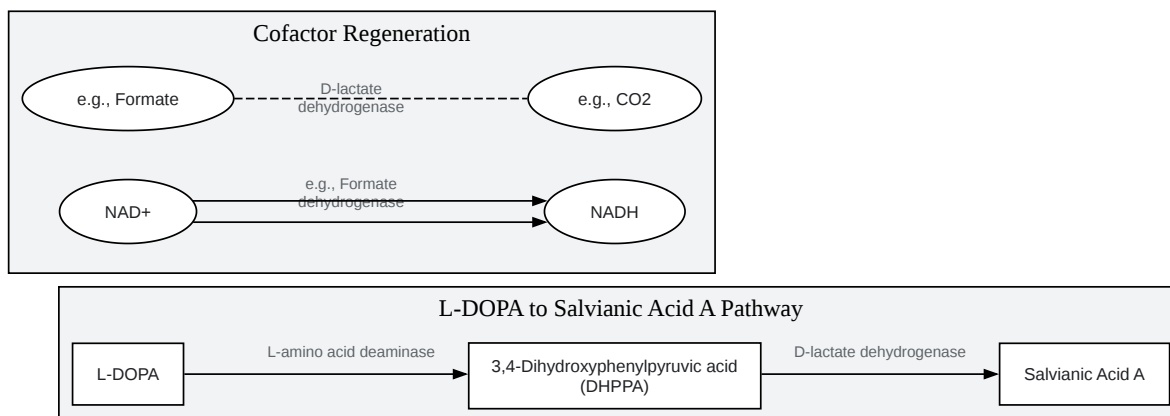 Cofactor Regeneration
e.g., Formate
D-lactate
dehydrogenase
e.g., CO2
NAD+
e.g., Formate
dehydrogenase
NADH
L-DOPA to Salvianic Acid A Pathway
L-DOPA
L-amino acid deaminase
3,4-Dihydroxyphenylpyruvic acid
(DHPPA)
D-lactate dehydrogenase
Salvianic Acid A